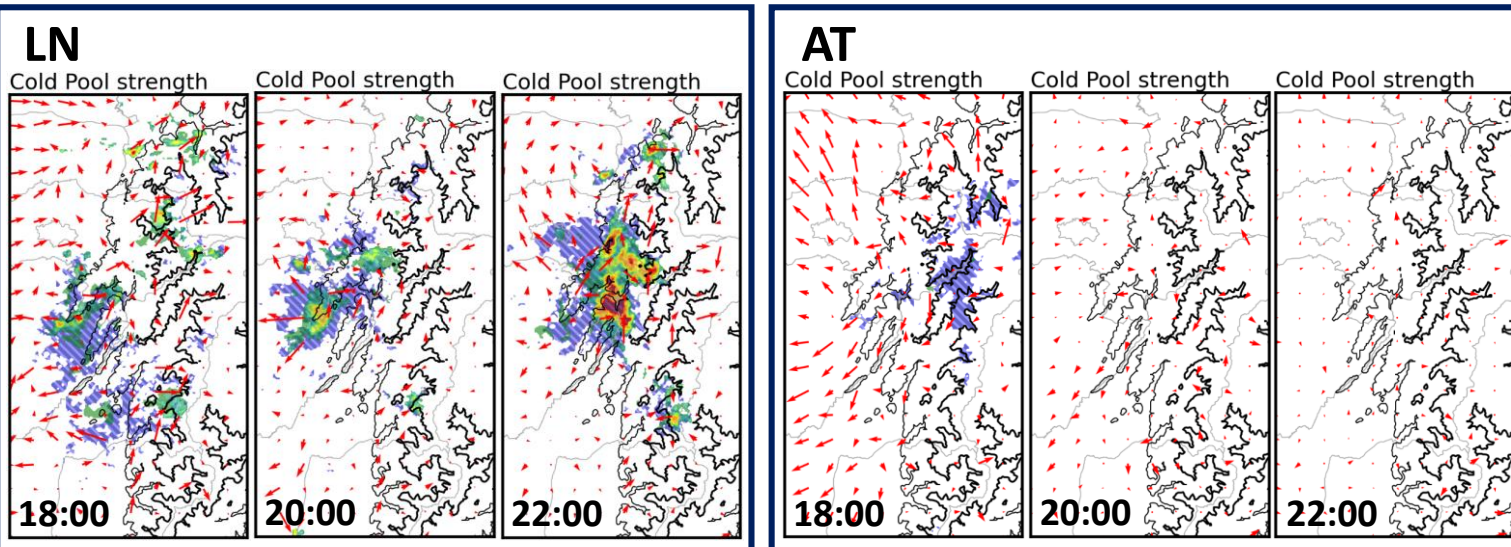 LN
Cold Pool strength
Cold Pool strength
Cold Pool strength
18:00
20:00
22:00
AT
Cold Pool strength
Cold Pool strength
Cold Pool strength
18:00
20:00
22:00